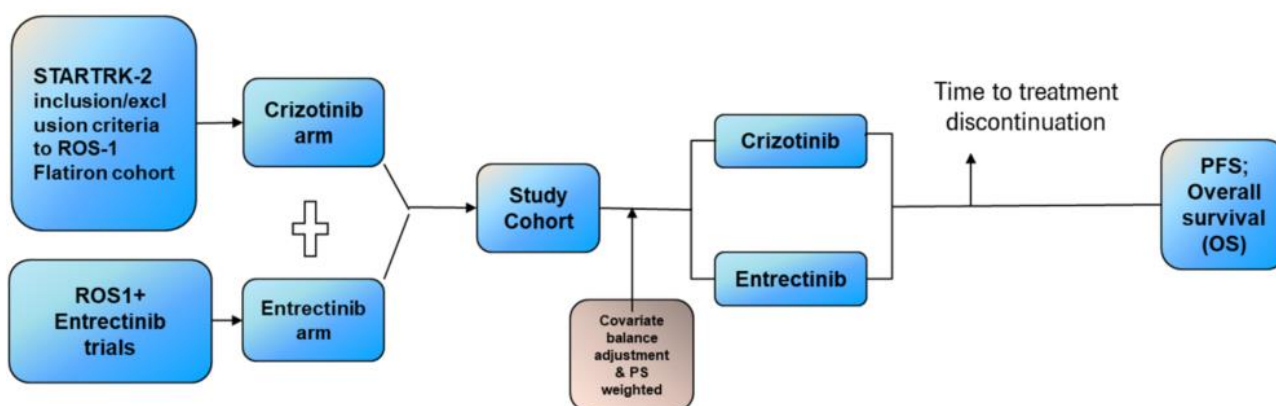 STARTRK-2
inclusion/excl
usion criteria
to ROS-1
Flatiron cohort
Crizotinib
arm
ROS1+
Entrectinib
trials
Entrectinib
arm
Study
Cohort
Covariate
balance
adjustment
& PS
weighted
Crizotinib
Entrectinib
Time to treatment
discontinuation
PFS;
Overall
survival
(OS)